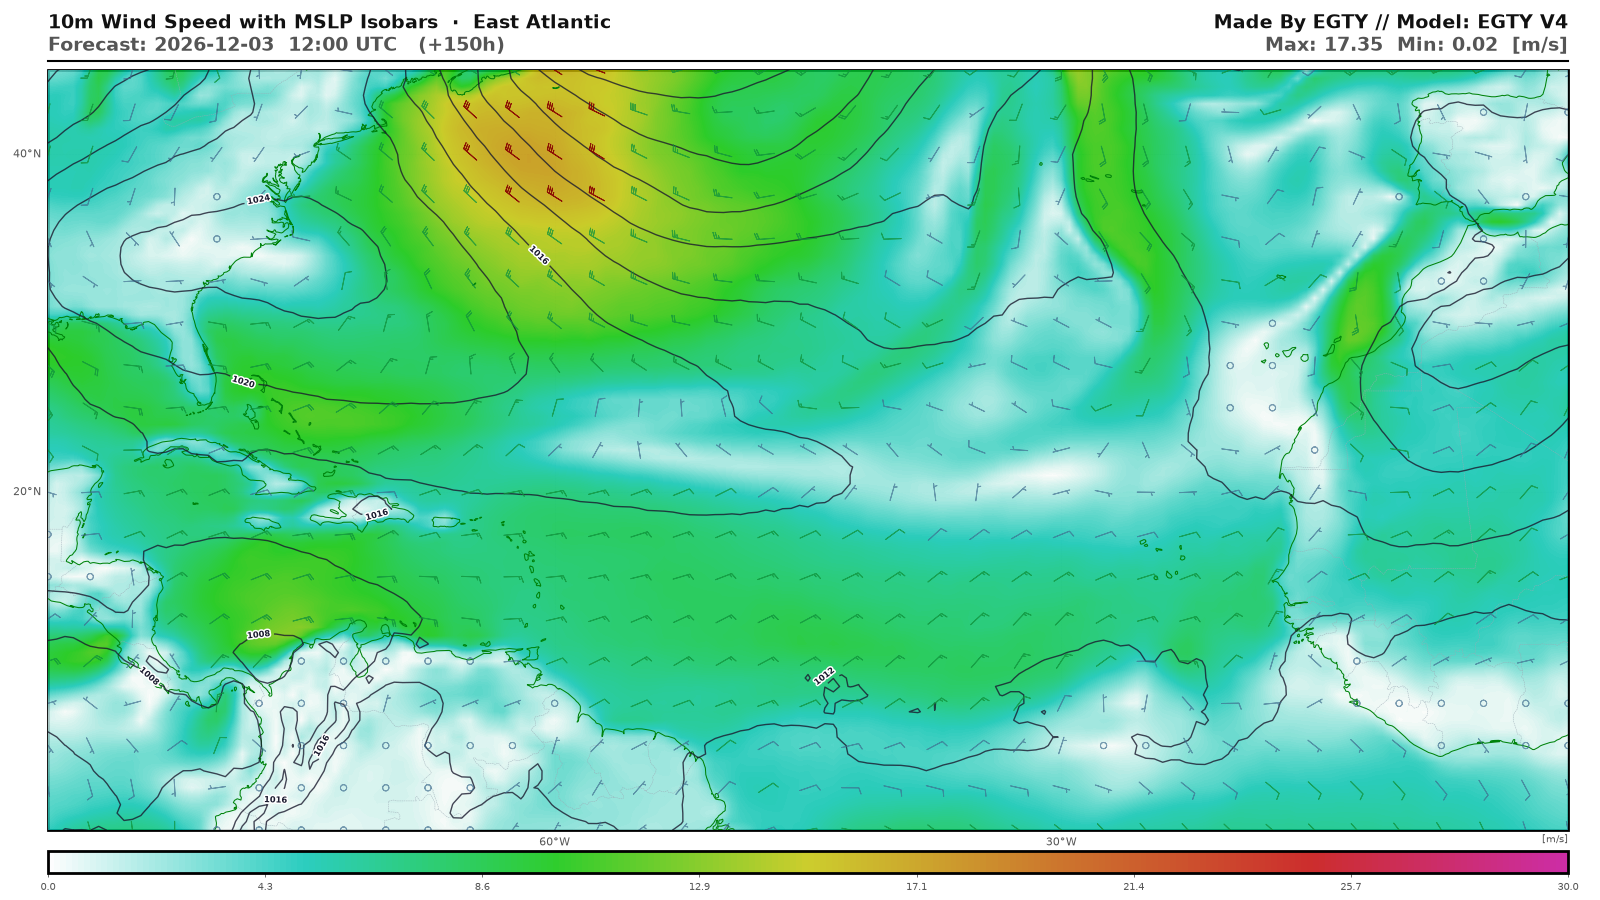 10m Wind Speed with MSLP Isobars · East Atlantic
Made By EGTY // Model: EGTY V4
Forecast: 2026-12-03 12:00 UTC (+150h)
Max: 17.35 Min: 0.02 [m/s]
40°N
1024
1016
1020
20°N
1016
1008
1008
1012
1016
1016
60°W
30°W
[m/s]
0.0
4.3
8.6
12.9
17.1
21.4
25.7
30.0